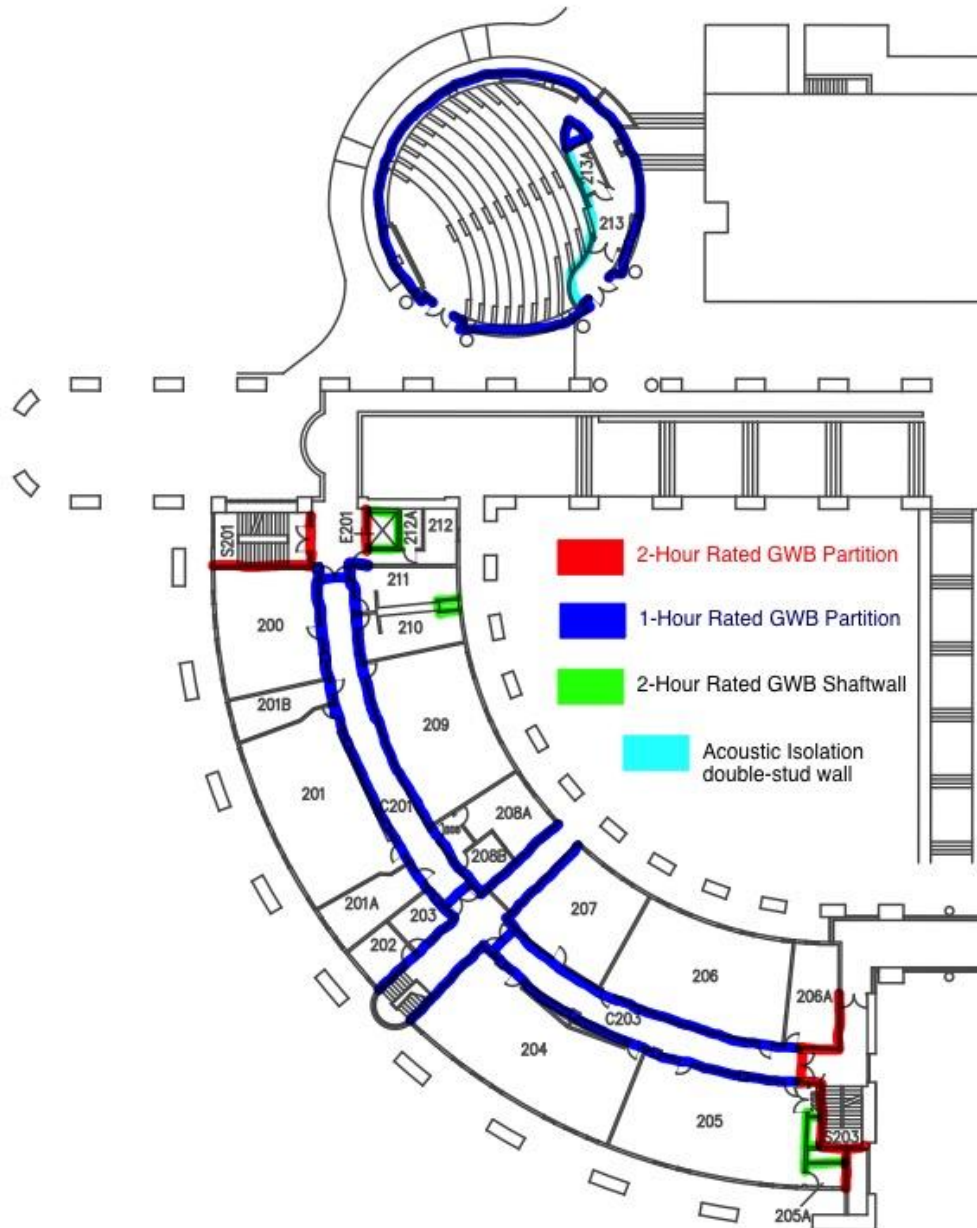 213A
213
S201
E201
212A
212
211
200
210
201B
209
201
C201
208A
208B
201A
203
202
207
206
206A
C203
204
205
S203
205A
2-Hour Rated GWB Partition
1-Hour Rated GWB Partition
2-Hour Rated GWB Shaftwall
Acoustic Isolation
double-stud wall